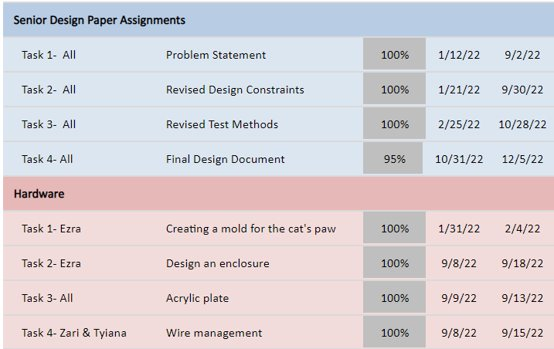 Senior Design Paper Assignments
Task 1- All Problem Statement 100% 1/12/22 9/2/22
Task 2- All Revised Design Constraints 100% 1/21/22 9/30/22
Task 3- All Revised Test Methods 100% 2/25/22 10/28/22
Task 4- All Final Design Document 95% 10/31/22 12/5/22
Hardware
Task 1- Ezra Creating a mold for the cat's paw 100% 1/31/22 2/4/22
Task 2- Ezra Design an enclosure 100% 9/8/22 9/18/22
Task 3- All Acrylic plate 100% 9/9/22 9/13/22
Task 4- Zari & Tyiana Wire management 100% 9/8/22 9/15/22